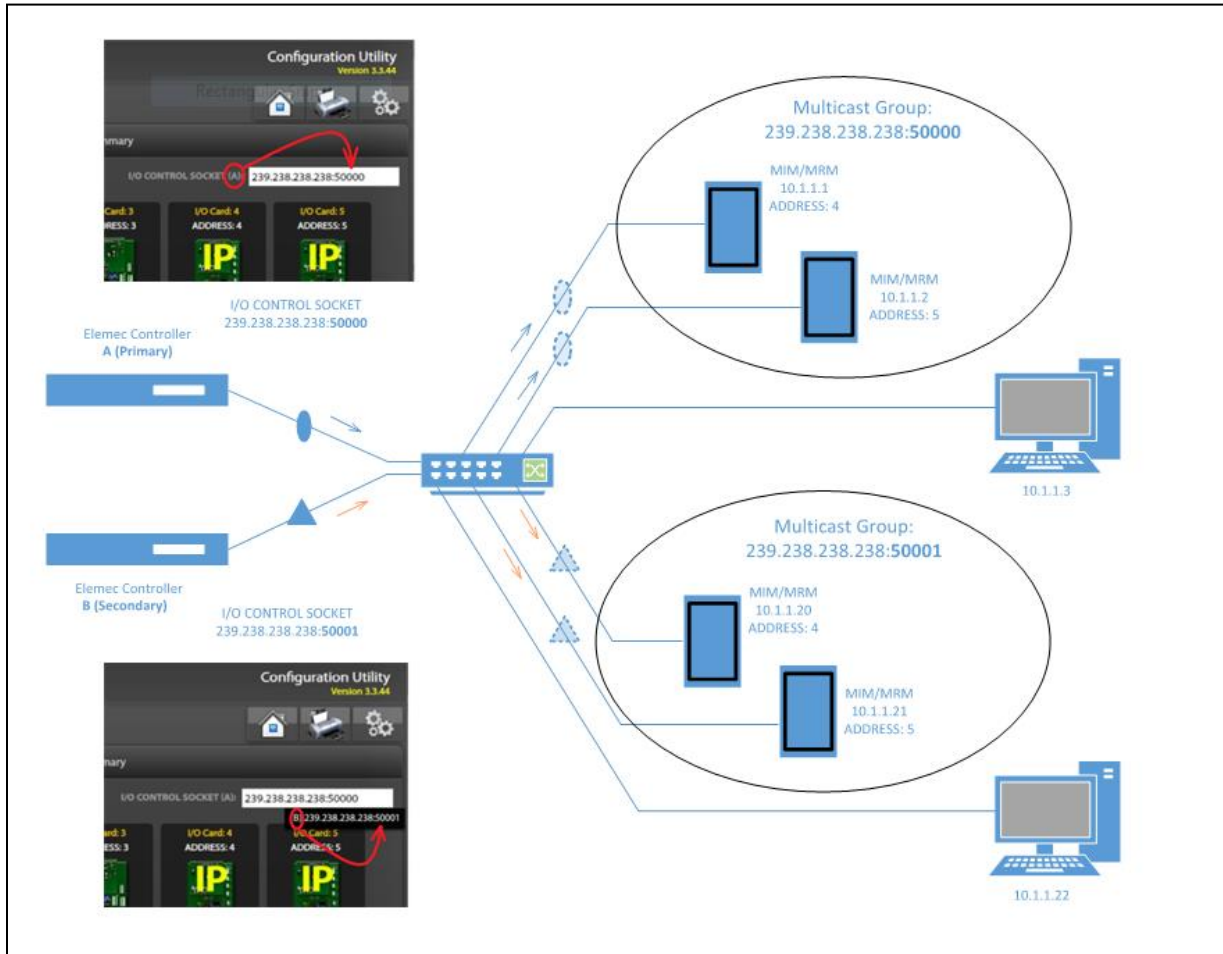 Configuration Utility
Version 3.3.44
mmary
I/O CONTROL SOCKET (A): 239.238.238.238:50000
Card: 3 I/O Card: 4 I/O Card: 5
DRESS: 3 ADDRESS: 4 ADDRESS: 5
IP IP
I/O CONTROL SOCKET
239.238.238.238:50000
Elemec Controller
A (Primary)
Multicast Group:
239.238.238.238:50000
MIM/MRM
10.1.1.1
ADDRESS: 4
MIM/MRM
10.1.1.2
ADDRESS: 5
10.1.1.3
Elemec Controller
B (Secondary)
I/O CONTROL SOCKET
239.238.238.238:50001
Multicast Group:
239.238.238.238:50001
MIM/MRM
10.1.1.20
ADDRESS: 4
MIM/MRM
10.1.1.21
ADDRESS: 5
10.1.1.22
Configuration Utility
Version 3.3.44
mary
I/O CONTROL SOCKET (A): 239.238.238.238:50000
B) 239.238.238.238:50001
ard: 3 I/O Card: 4 I/O Card: 5
ESS: 3 ADDRESS: 4 ADDRESS: 5
IP IP